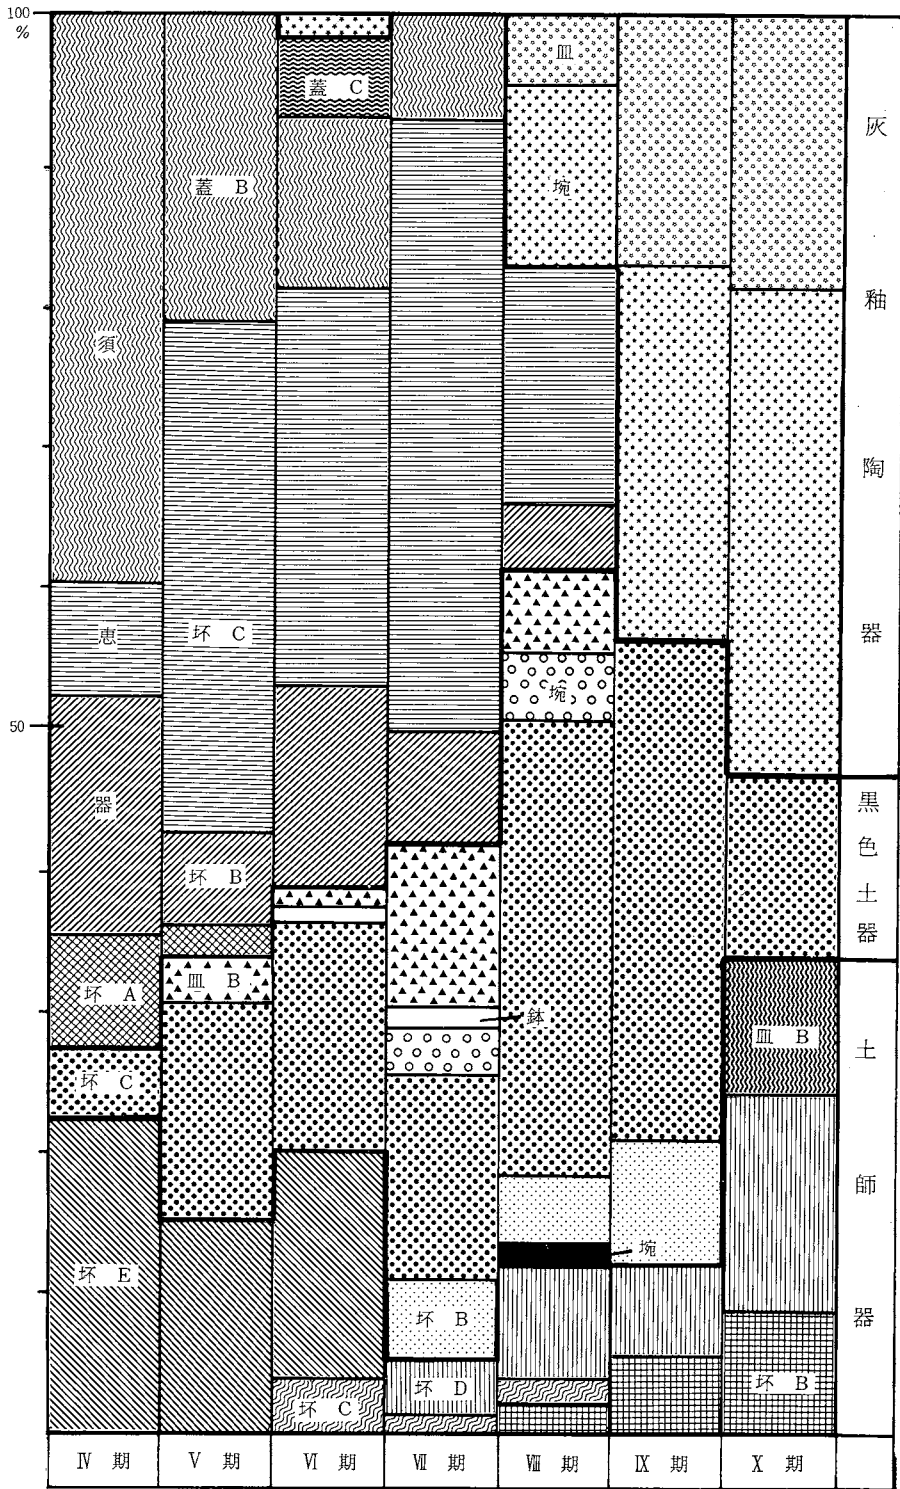 100
%
50
須
恵
器
坏 A
坏 C
坏 E
蓋 B
坏 C
坏 B
皿 B
蓋 C
坏 C
鉢
坏 B
坏 D
皿
埦
埦
埦
皿 B
坏 B
灰釉陶器
黒色土器
土師器
Ⅳ 期
Ⅴ 期
Ⅵ 期
Ⅶ 期
Ⅷ 期
Ⅸ 期
Ⅹ 期